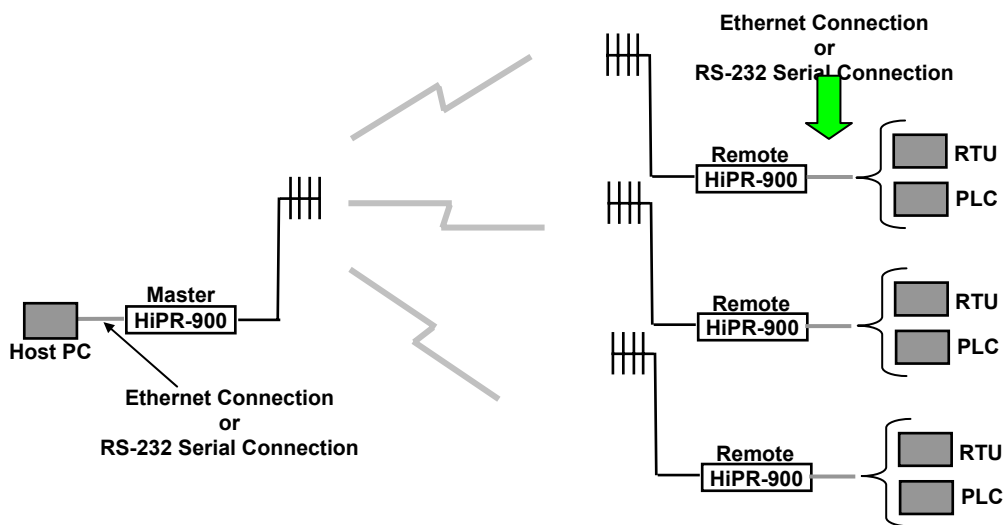 Ethernet Connection
or
RS-232 Serial Connection
Remote
HiPR-900
RTU
PLC
Master
HiPR-900
Host PC
Ethernet Connection
or
RS-232 Serial Connection
Remote
HiPR-900
RTU
PLC
Remote
HiPR-900
RTU
PLC